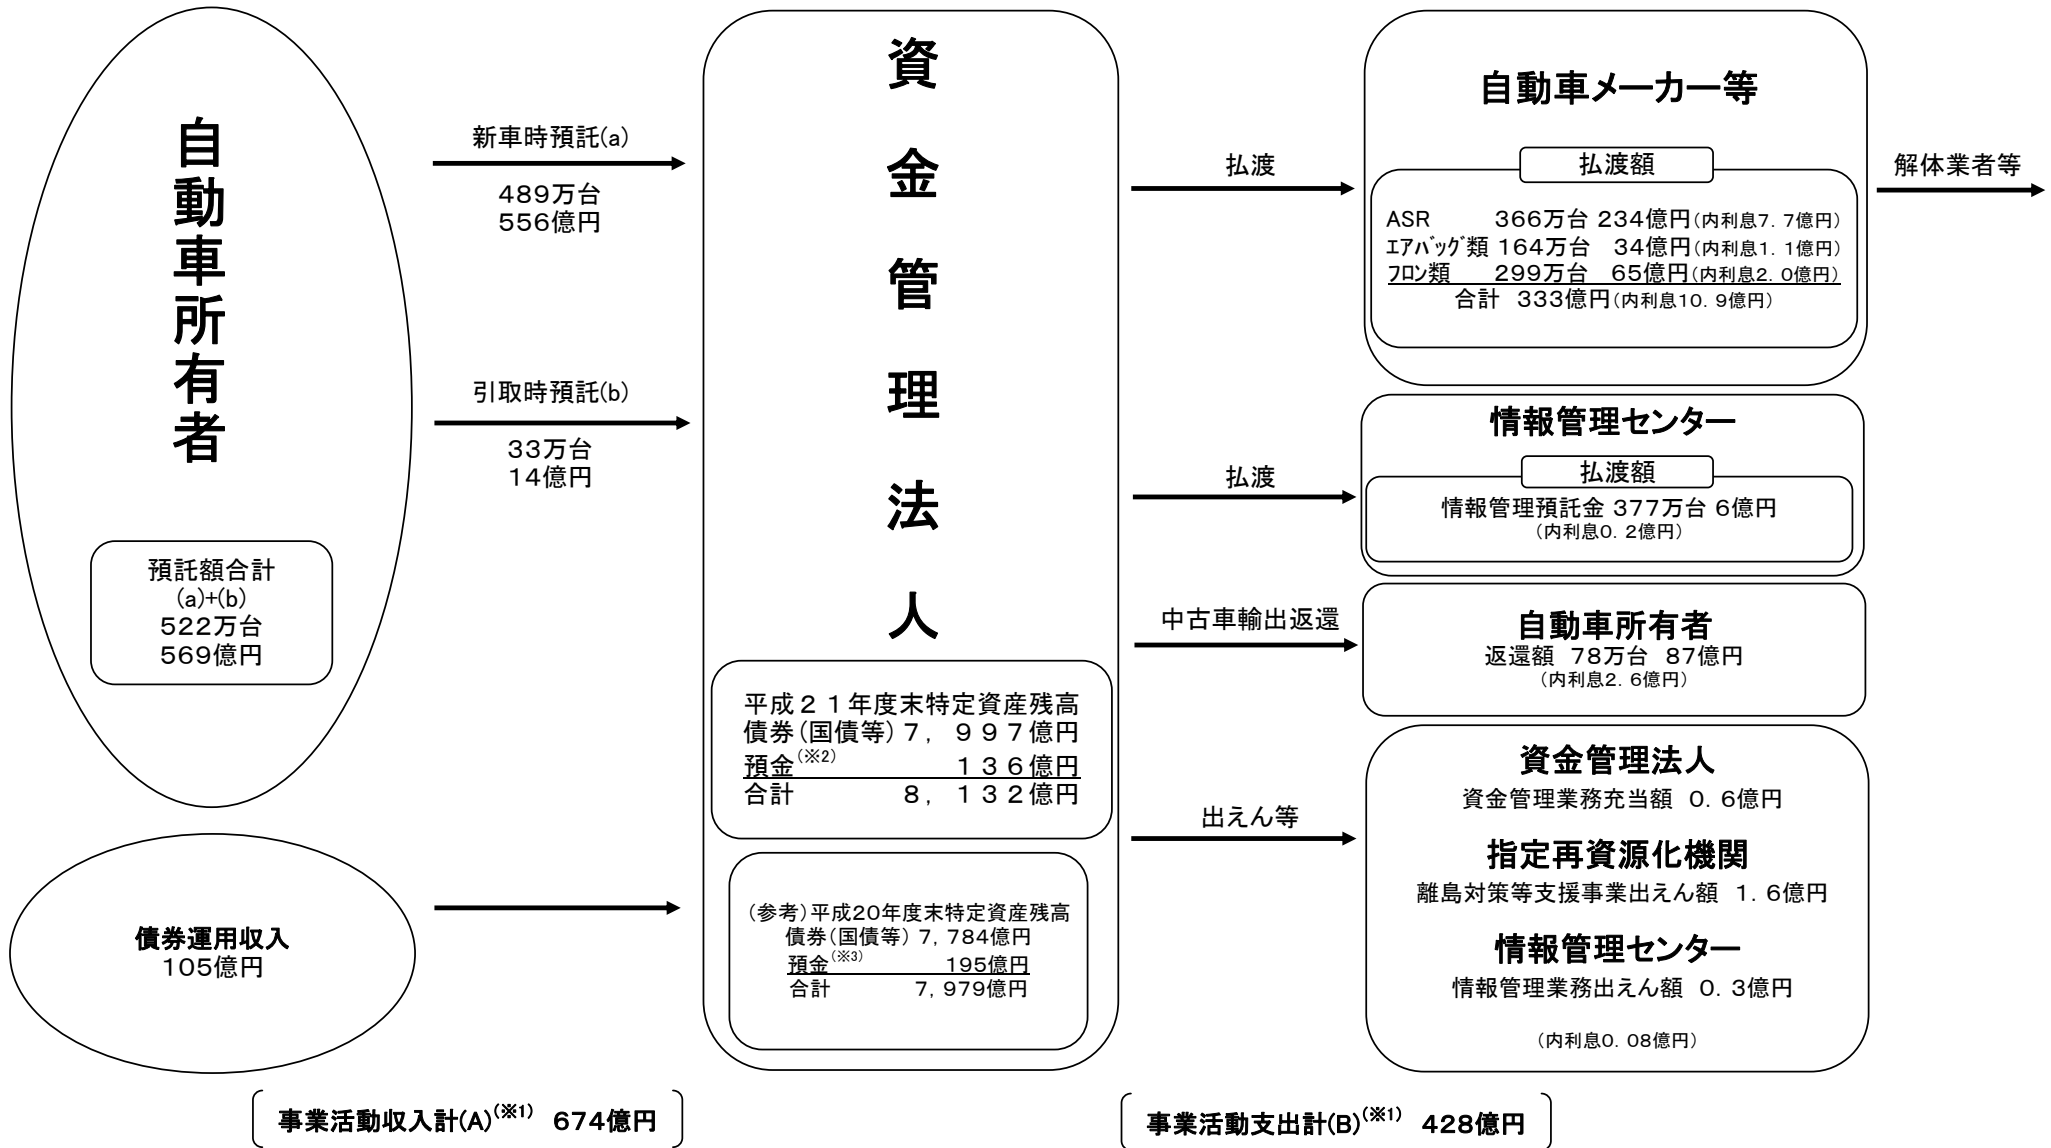 自動車所有者
預託額合計
(a)+(b)
522万台
569億円
債券運用収入
105億円
新車時預託(a)
489万台
556億円
引取時預託(b)
33万台
14億円
資金管理法人
平成21年度末特定資産残高
債券(国債等)7,997億円
預金(※2) 136億円
合計 8,132億円
(参考)平成20年度末特定資産残高
債券(国債等) 7,784億円
預金(※3) 195億円
合計 7,979億円
払渡
払渡
中古車輸出返還
出えん等
自動車メーカー等
払渡額
ASR 366万台 234億円(内利息7.7億円)
エアバッグ類 164万台 34億円(内利息1.1億円)
フロン類 299万台 65億円(内利息2.0億円)
合計 333億円(内利息10.9億円)
解体業者等
情報管理センター
払渡額
情報管理預託金 377万台 6億円
(内利息0.2億円)
自動車所有者
返還額 78万台 87億円
(内利息2.6億円)
資金管理法人
資金管理業務充当額 0.6億円
指定再資源化機関
離島対策等支援事業出えん額 1.6億円
情報管理センター
情報管理業務出えん額 0.3億円
(内利息0.08億円)
事業活動収入計(A)(※1) 674億円
事業活動支出計(B)(※1) 428億円